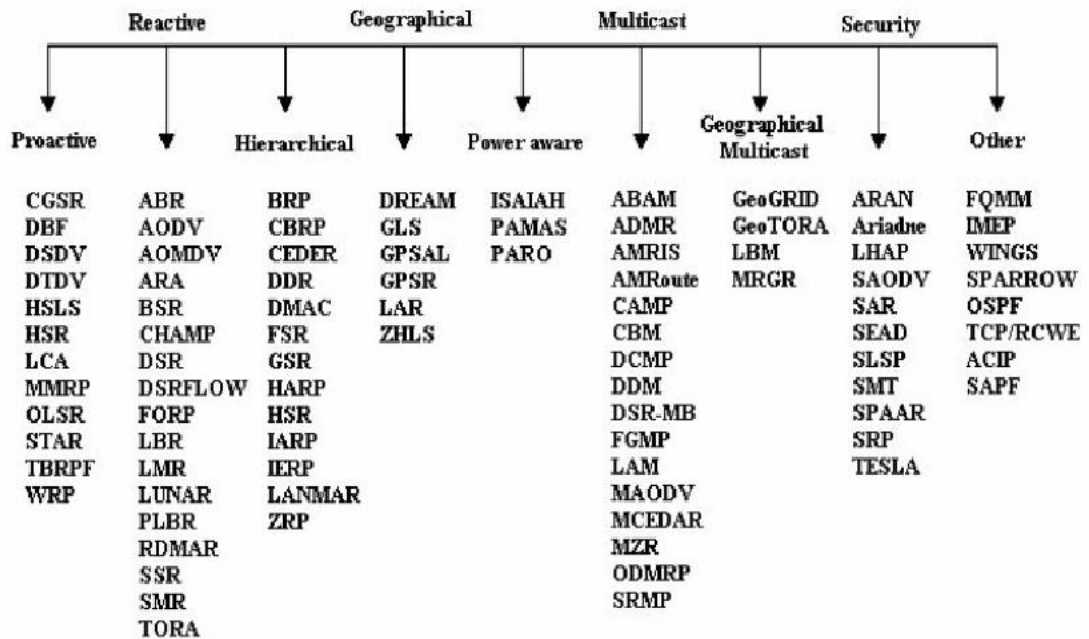 Proactive
CGSR
DBF
DSDV
DTDV
HSLS
HSR
LCA
MMRP
OLSR
STAR
TBRPF
WRP
Reactive
ABR
AODV
AOMDV
ARA
BSR
CHAMP
DSR
DSRFLOW
FORP
LBR
LMR
LUNAR
PLBR
RDMAR
SSR
SMR
TORA
Hierarchical
BRP
CBRP
CEDER
DDR
DMAC
FSR
GSR
HARP
HSR
IARP
IERP
LANMAR
ZRP
Geographical
DREAM
GLS
GPSAL
GPSR
LAR
ZHLS
Power aware
ISAIAH
PAMAS
PARO
Multicast
ABAM
ADMR
AMRIS
AMRoute
CAMP
CBM
DCMP
DDM
DSR-MB
FGMP
LAM
MAODV
MCEDAR
MZR
ODMRP
SRMP
Geographical
Multicast
GeoGRID
GeoTORA
LBM
MRGR
Security
ARAN
Ariadne
LHAP
SAODV
SAR
SEAD
SLSP
SMT
SPAAR
SRP
TESLA
Other
FQMM
IMEP
WINGS
SPARROW
OSPF
TCP/RCWE
ACIP
SAPF